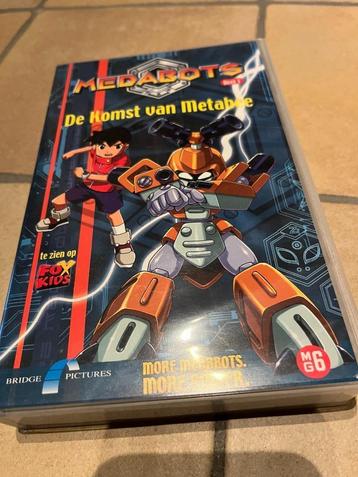 MEDABOTS
Deel 1
De Komst van Metabee
te zien op
FOX
KIDS
MORE MEDABOTS.
MORE POWER.
BRIDGE PICTURES
MG6